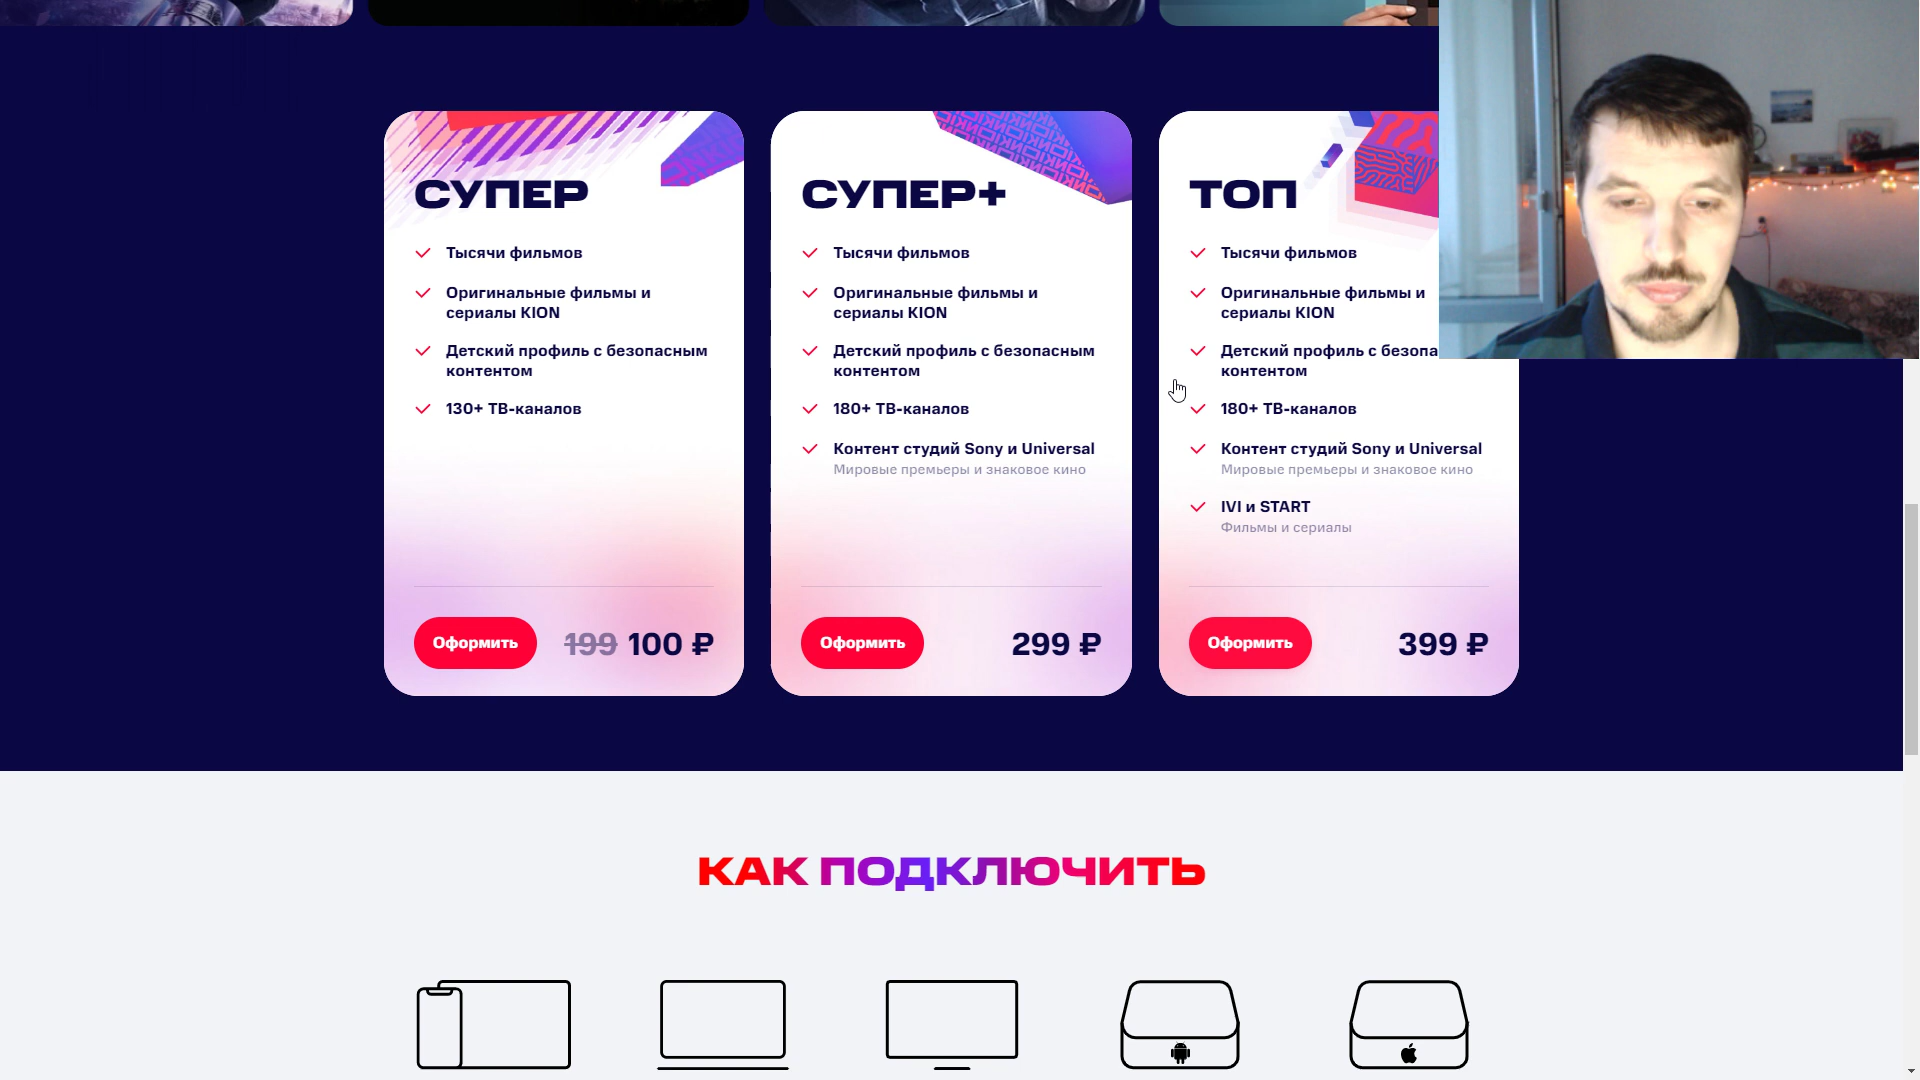 СУПЕР
Тысячи фильмов
Оригинальные фильмы и
сериалы KION
Детский профиль с безопасным
контентом
130+ ТВ-каналов
Оформить
199 100 ₽
СУПЕР+
Тысячи фильмов
Оригинальные фильмы и
сериалы KION
Детский профиль с безопасным
контентом
180+ ТВ-каналов
Контент студий Sony и Universal
Мировые премьеры и знаковое кино
Оформить
299 ₽
ТОП
Тысячи фильмов
Оригинальные фильмы и
сериалы KION
Детский профиль с безопа
контентом
180+ ТВ-каналов
Контент студий Sony и Universal
Мировые премьеры и знаковое кино
IVI и START
Фильмы и сериалы
Оформить
399 ₽
КАК ПОДКЛЮЧИТЬ